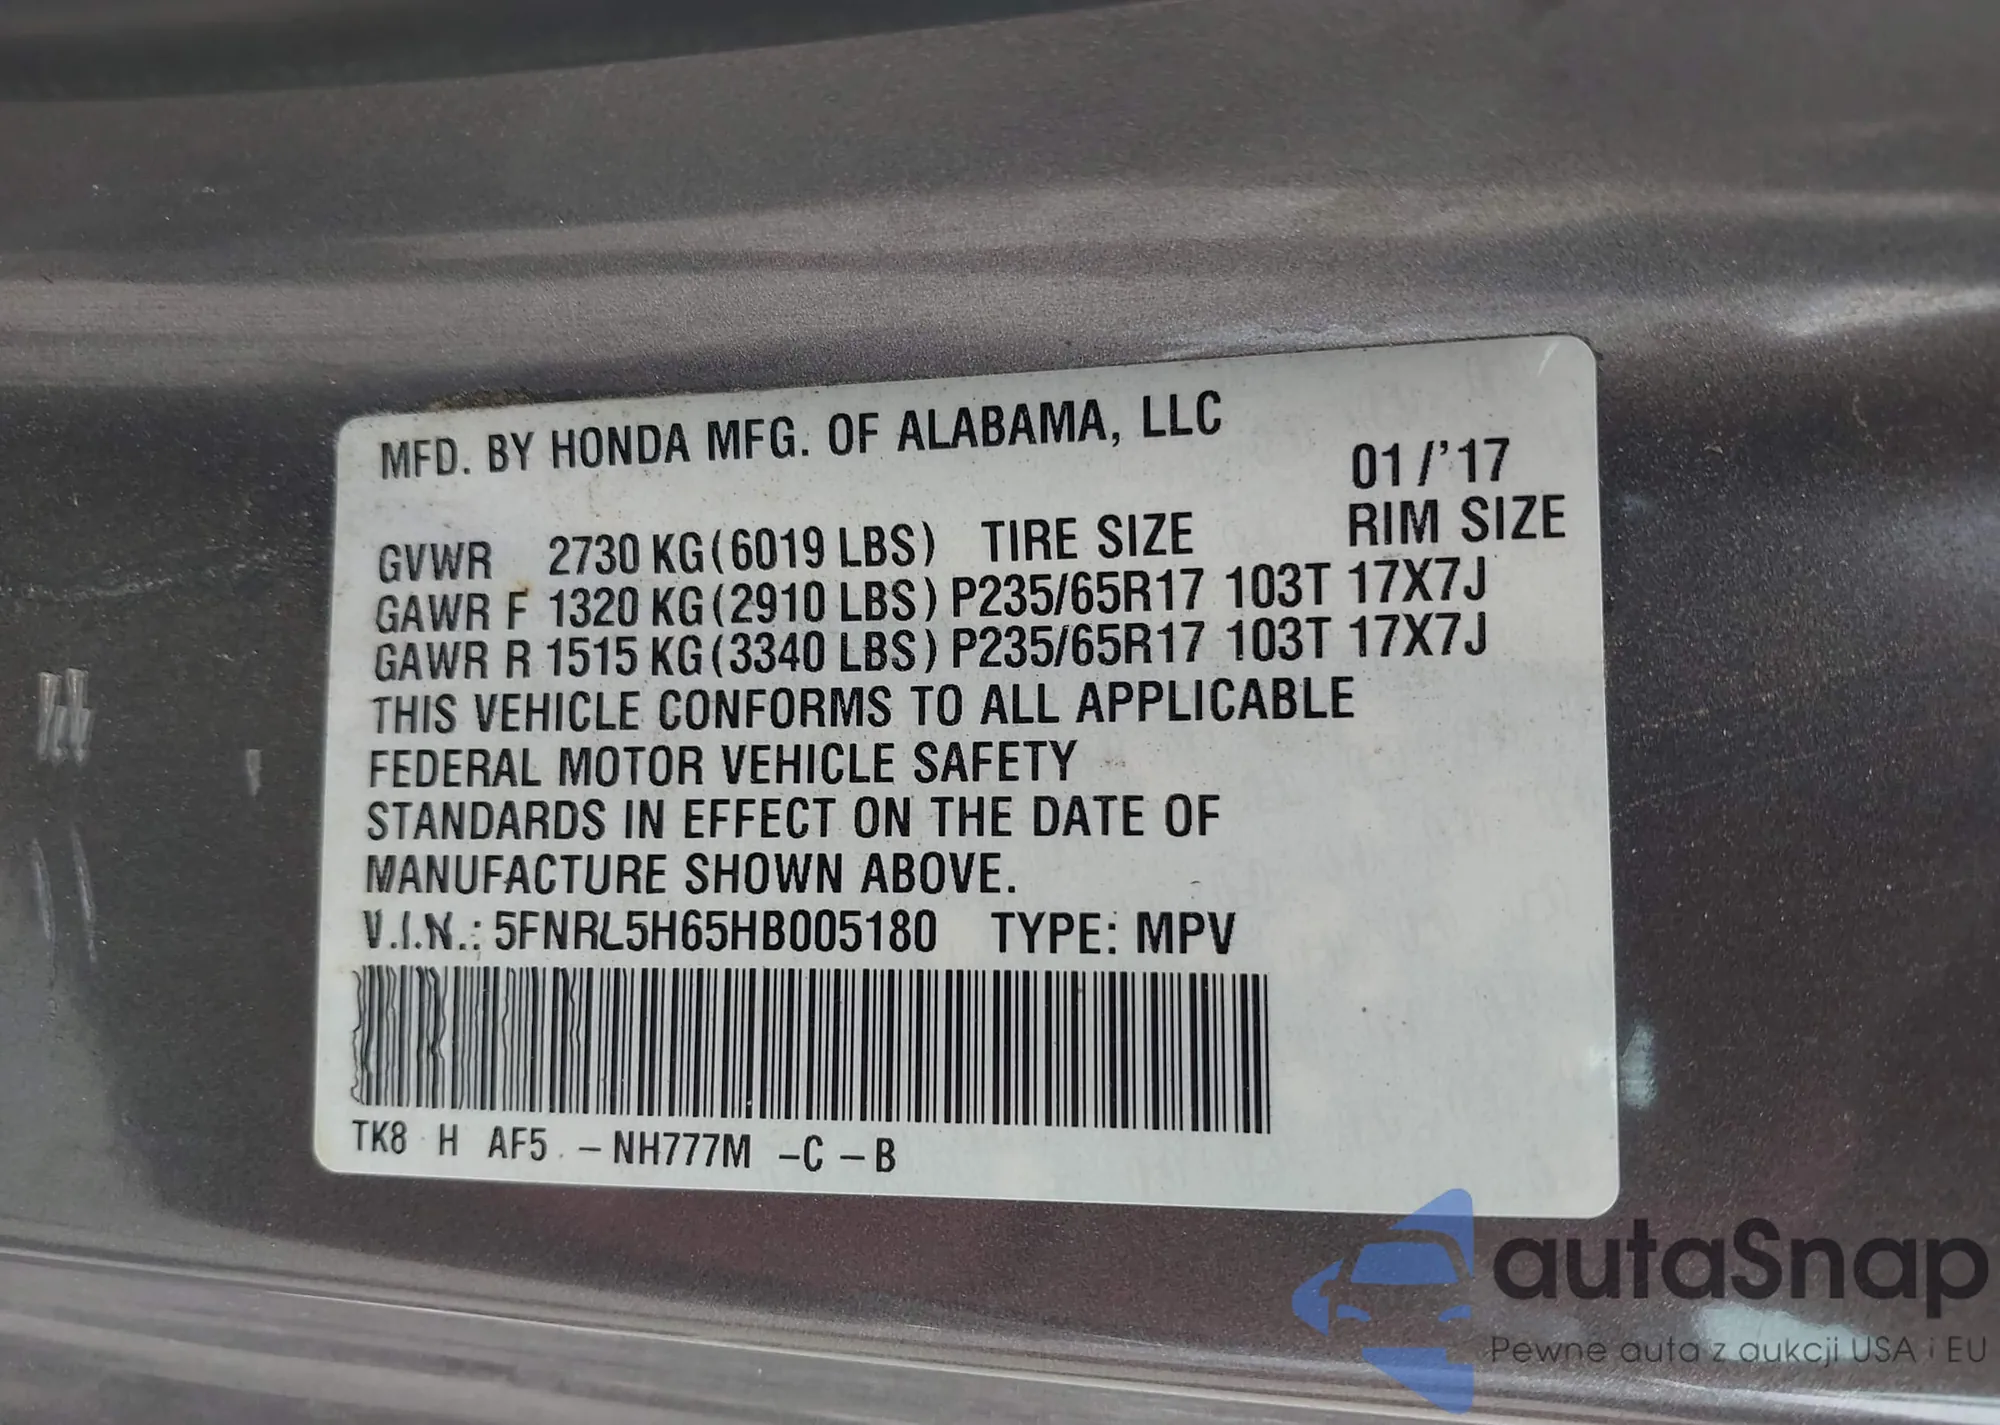 MFD. BY HONDA MFG. OF ALABAMA, LLC
01/'17
GVWR 2730 KG(6019 LBS) TIRE SIZE RIM SIZE
GAWR F 1320 KG(2910 LBS) P235/65R17 103T 17X7J
GAWR R 1515 KG(3340 LBS) P235/65R17 103T 17X7J
THIS VEHICLE CONFORMS TO ALL APPLICABLE
FEDERAL MOTOR VEHICLE SAFETY
STANDARDS IN EFFECT ON THE DATE OF
MANUFACTURE SHOWN ABOVE.
V.I.N.: 5FNRL5H65HB005180 TYPE: MPV
TK8 H AF5 -NH777M -C -B
autaSnap
Pewne auta z aukcji USA i EU